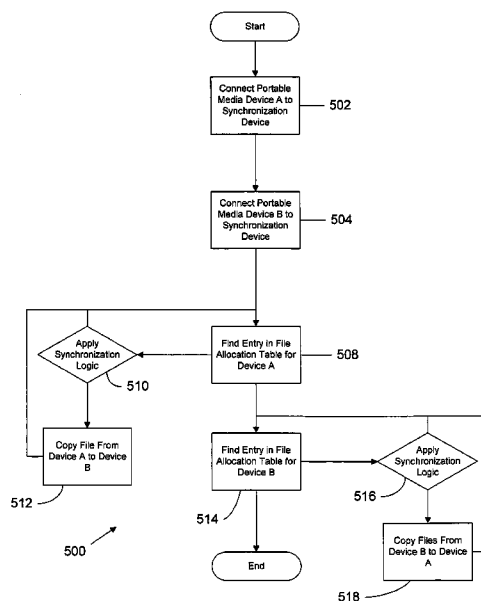 Start
Connect Portable
Media Device A to
Synchronization
Device
502
Connect Portable
Media Device B to
Synchronization
Device
504
Apply
Synchronization
Logic
510
Find Entry in File
Allocation Table for
Device A
508
Copy File From
Device A to Device
B
512
Find Entry in File
Allocation Table for
Device B
514
Apply
Synchronization
Logic
516
500
End
Copy Files From
Device B to Device
A
518